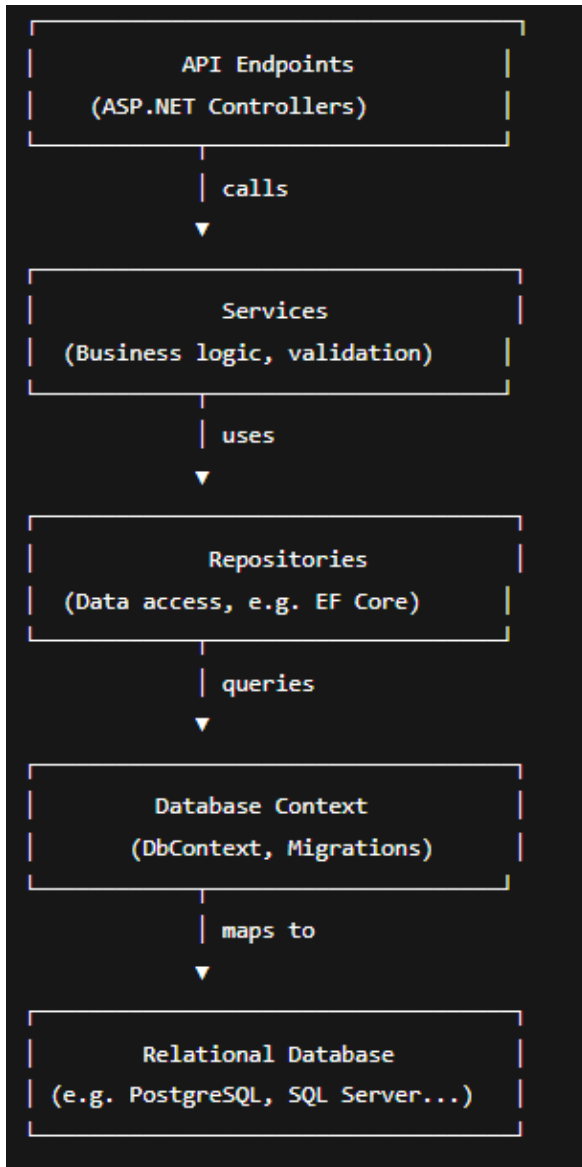 API Endpoints
(ASP.NET Controllers)
calls
Services
(Business logic, validation)
uses
Repositories
(Data access, e.g. EF Core)
queries
Database Context
(DbContext, Migrations)
maps to
Relational Database
(e.g. PostgreSQL, SQL Server...)